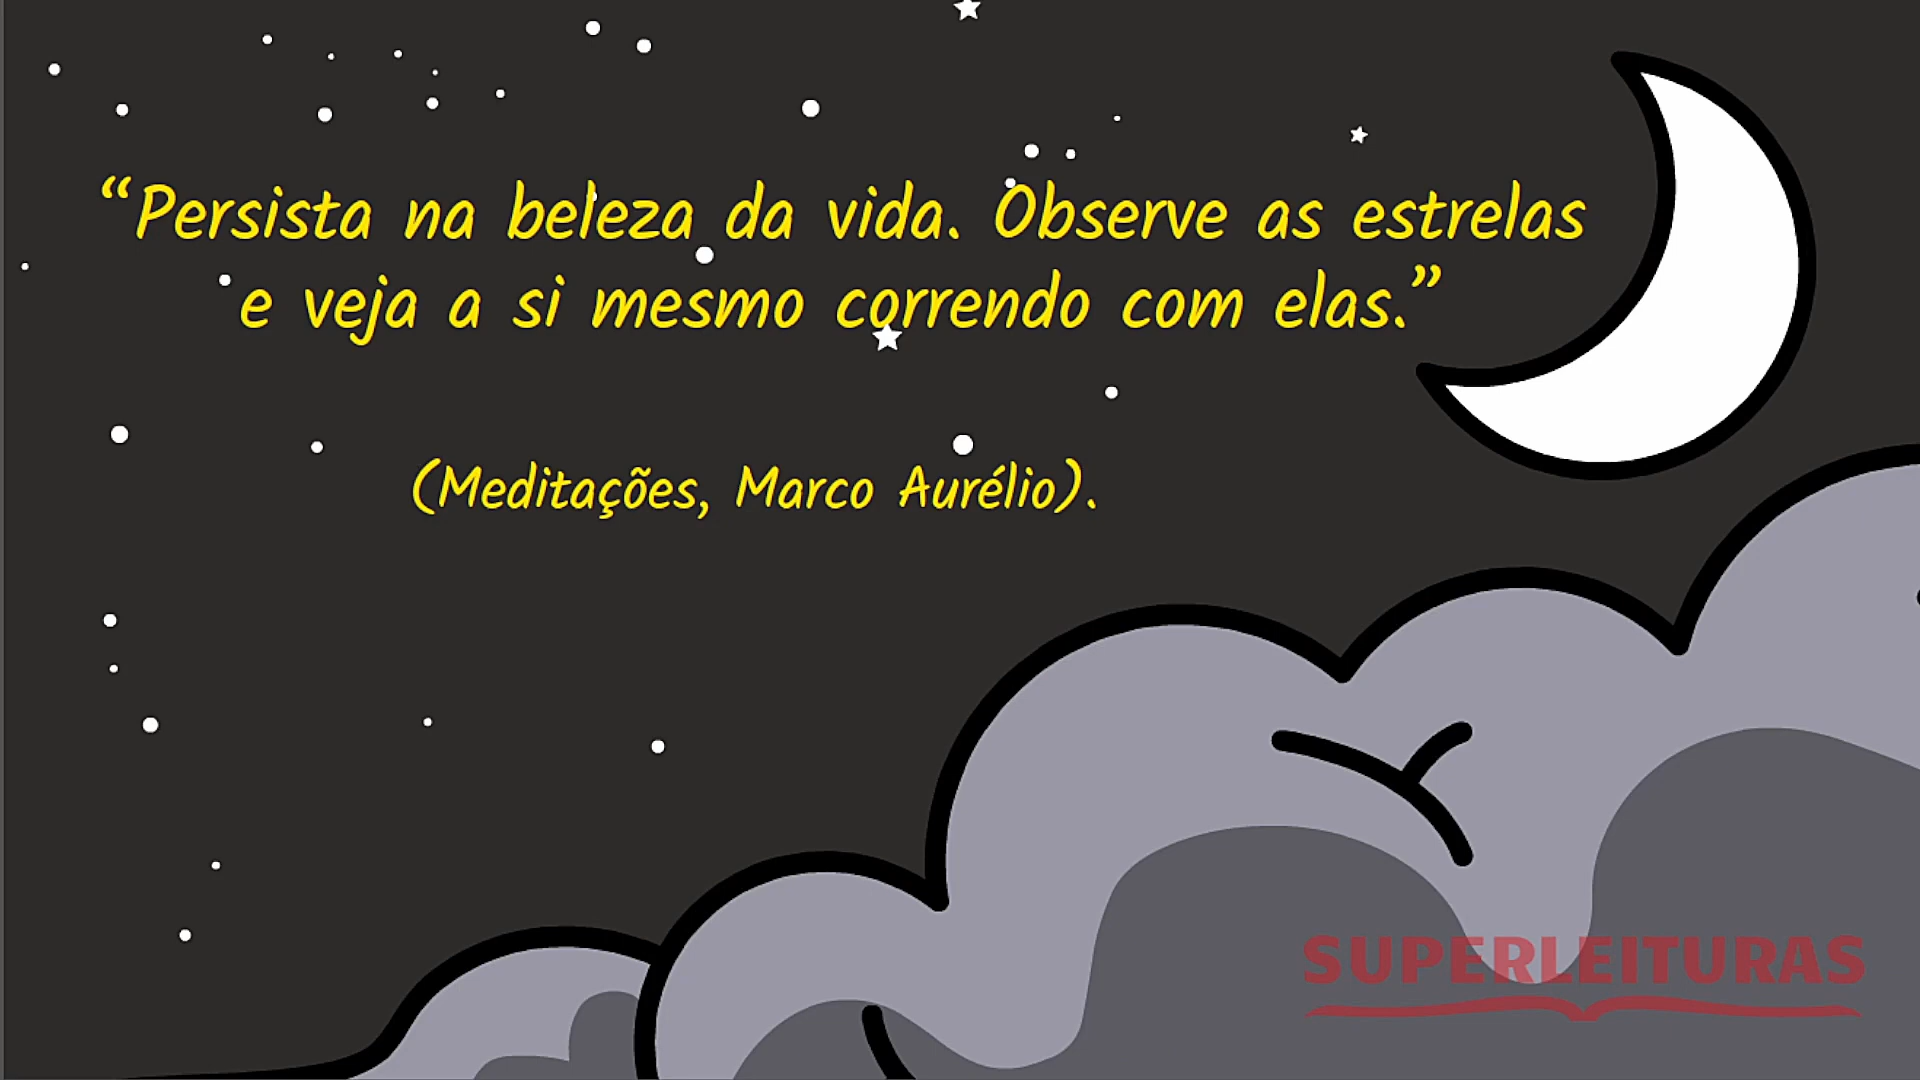 “Persista na beleza da vida. Observe as estrelas
e veja a si mesmo correndo com elas.”
(Meditações, Marco Aurélio).
SUPERLEITURAS